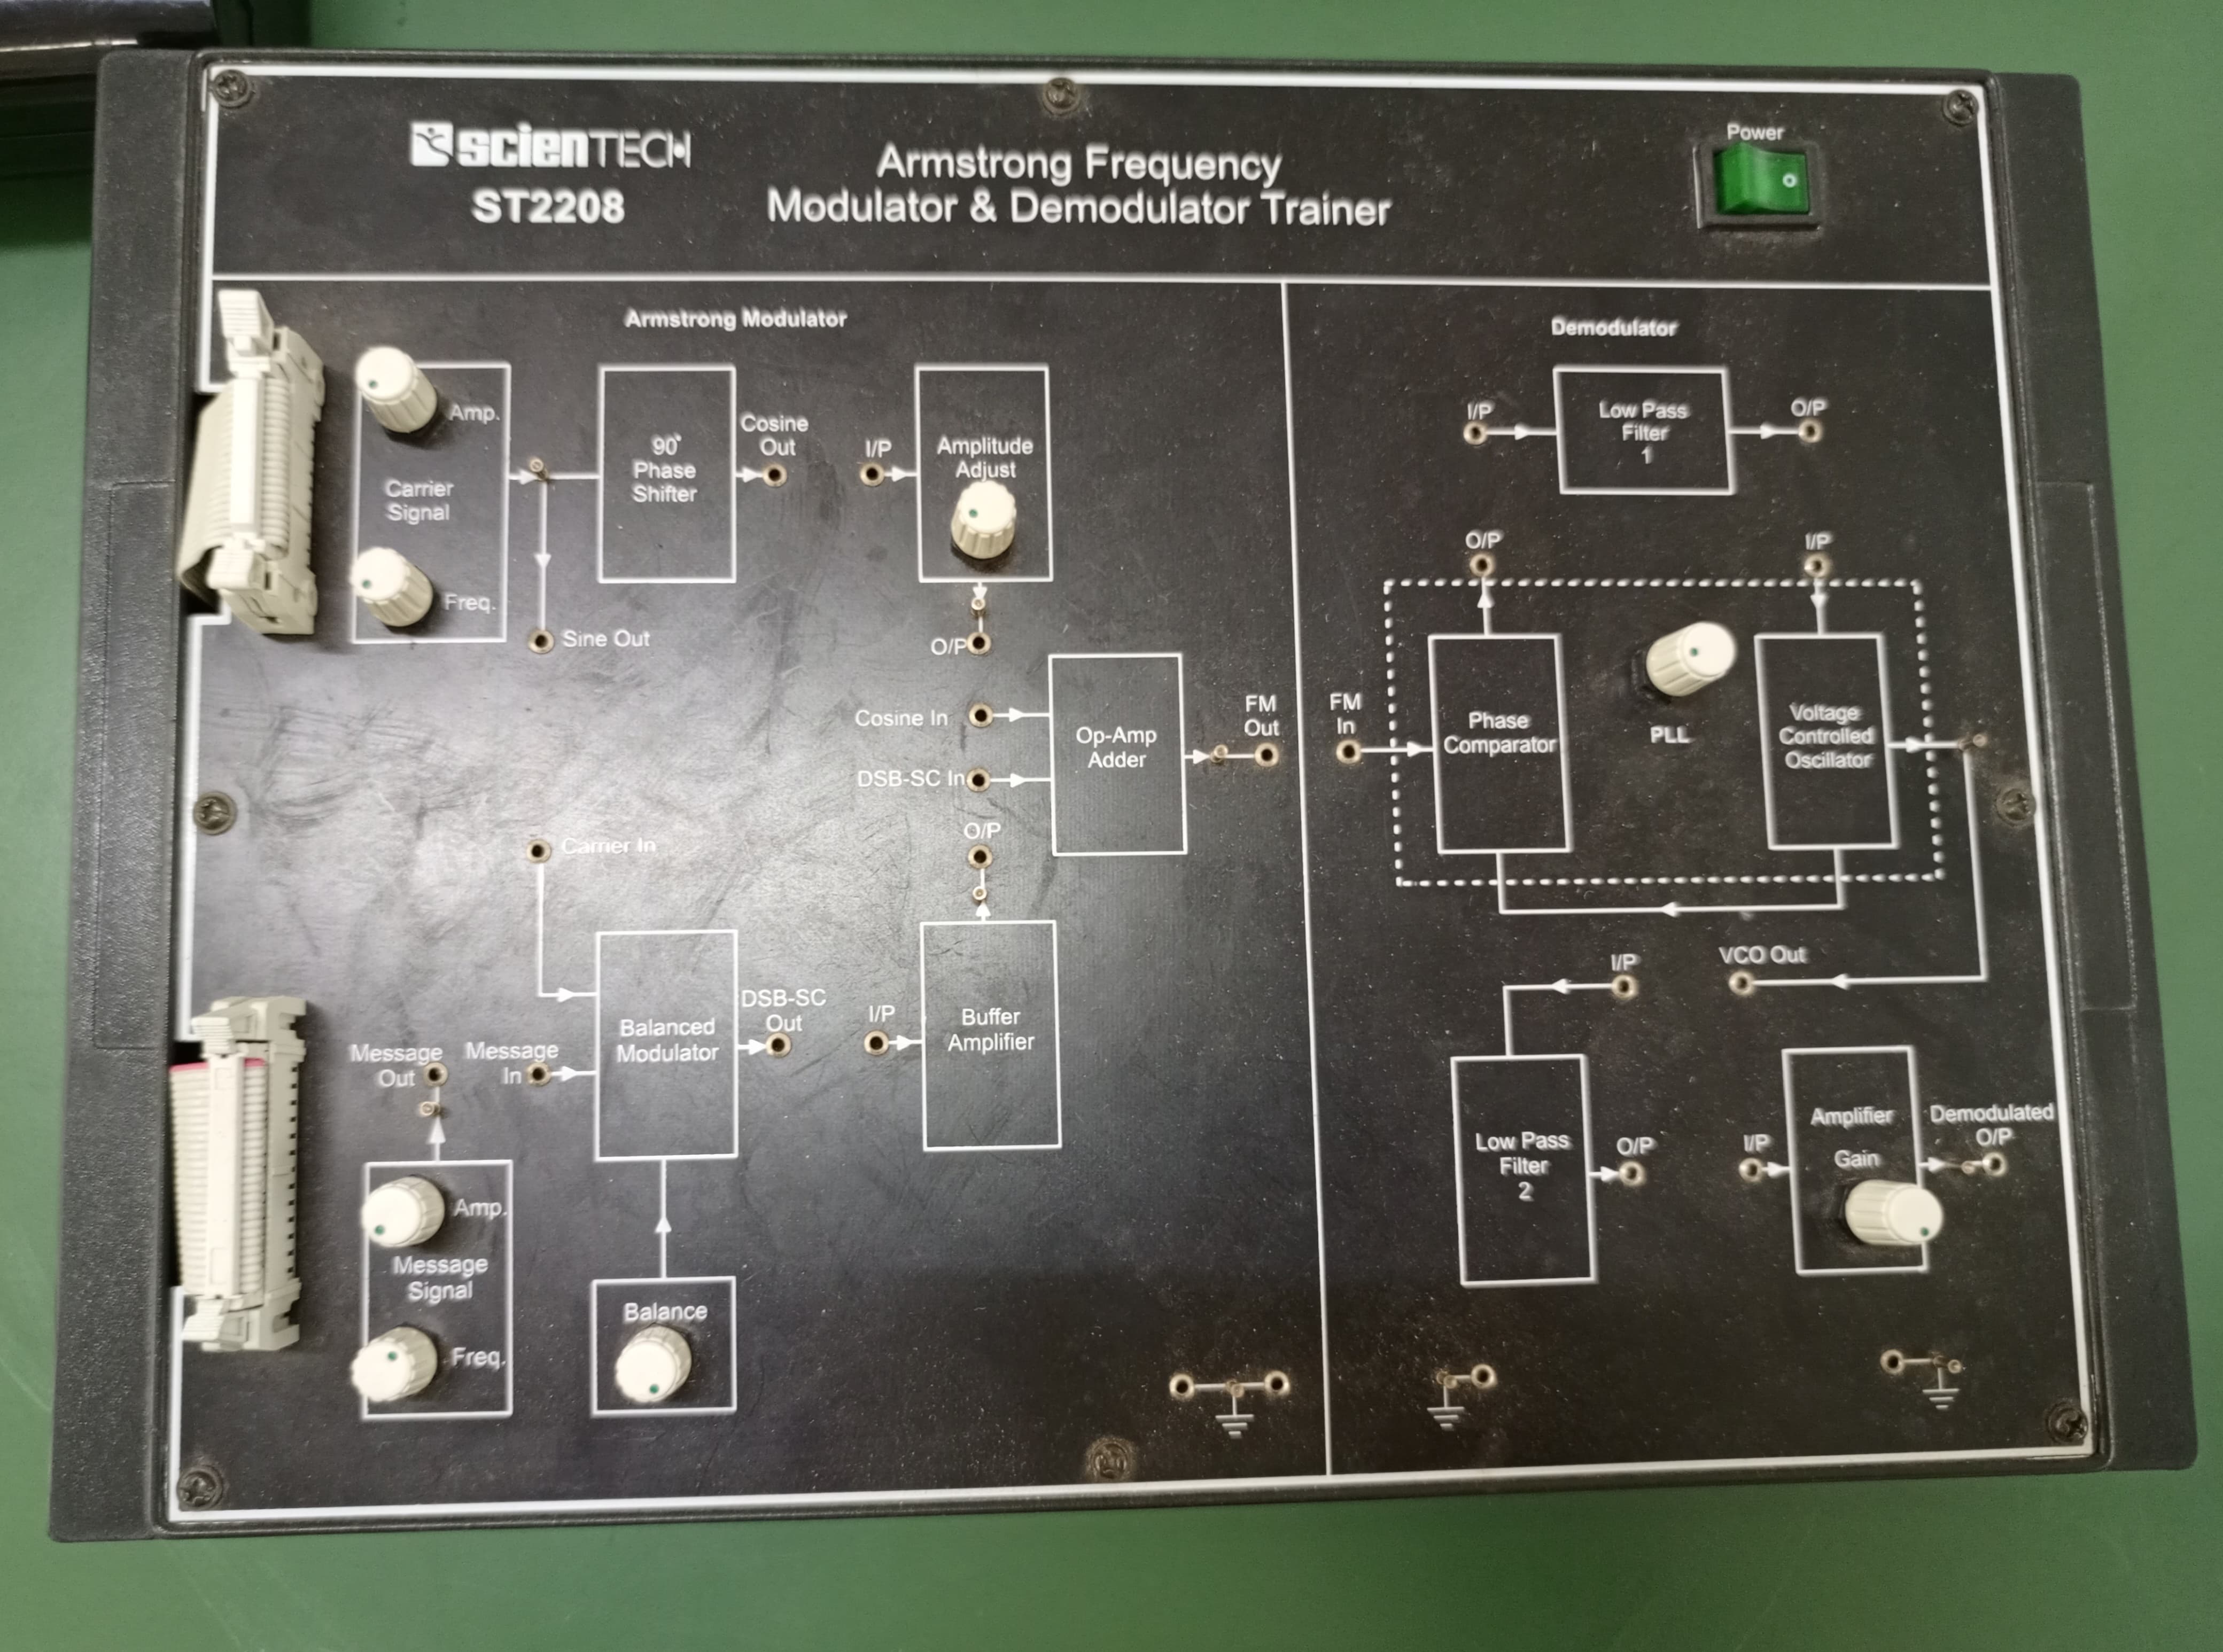 scienTECH
ST2208
Armstrong Frequency
Modulator & Demodulator Trainer
Power
Armstrong Modulator
Amp.
Carrier
Signal
Freq.
90°
Phase
Shifter
Cosine
Out
I/P
Amplitude
Adjust
Sine Out
O/P
Cosine In
DSB-SC In
Op-Amp
Adder
FM
Out
O/P
Carrier In
Message
Out
Message
In
Balanced
Modulator
DSB-SC
Out
I/P
Buffer
Amplifier
Amp.
Message
Signal
Freq.
Balance
Demodulator
I/P
Low Pass
Filter
1
O/P
O/P
I/P
FM
In
Phase
Comparator
PLL
Voltage
Controlled
Oscillator
I/P
VCO Out
Low Pass
Filter
2
O/P
I/P
Amplifier
Gain
Demodulated
O/P